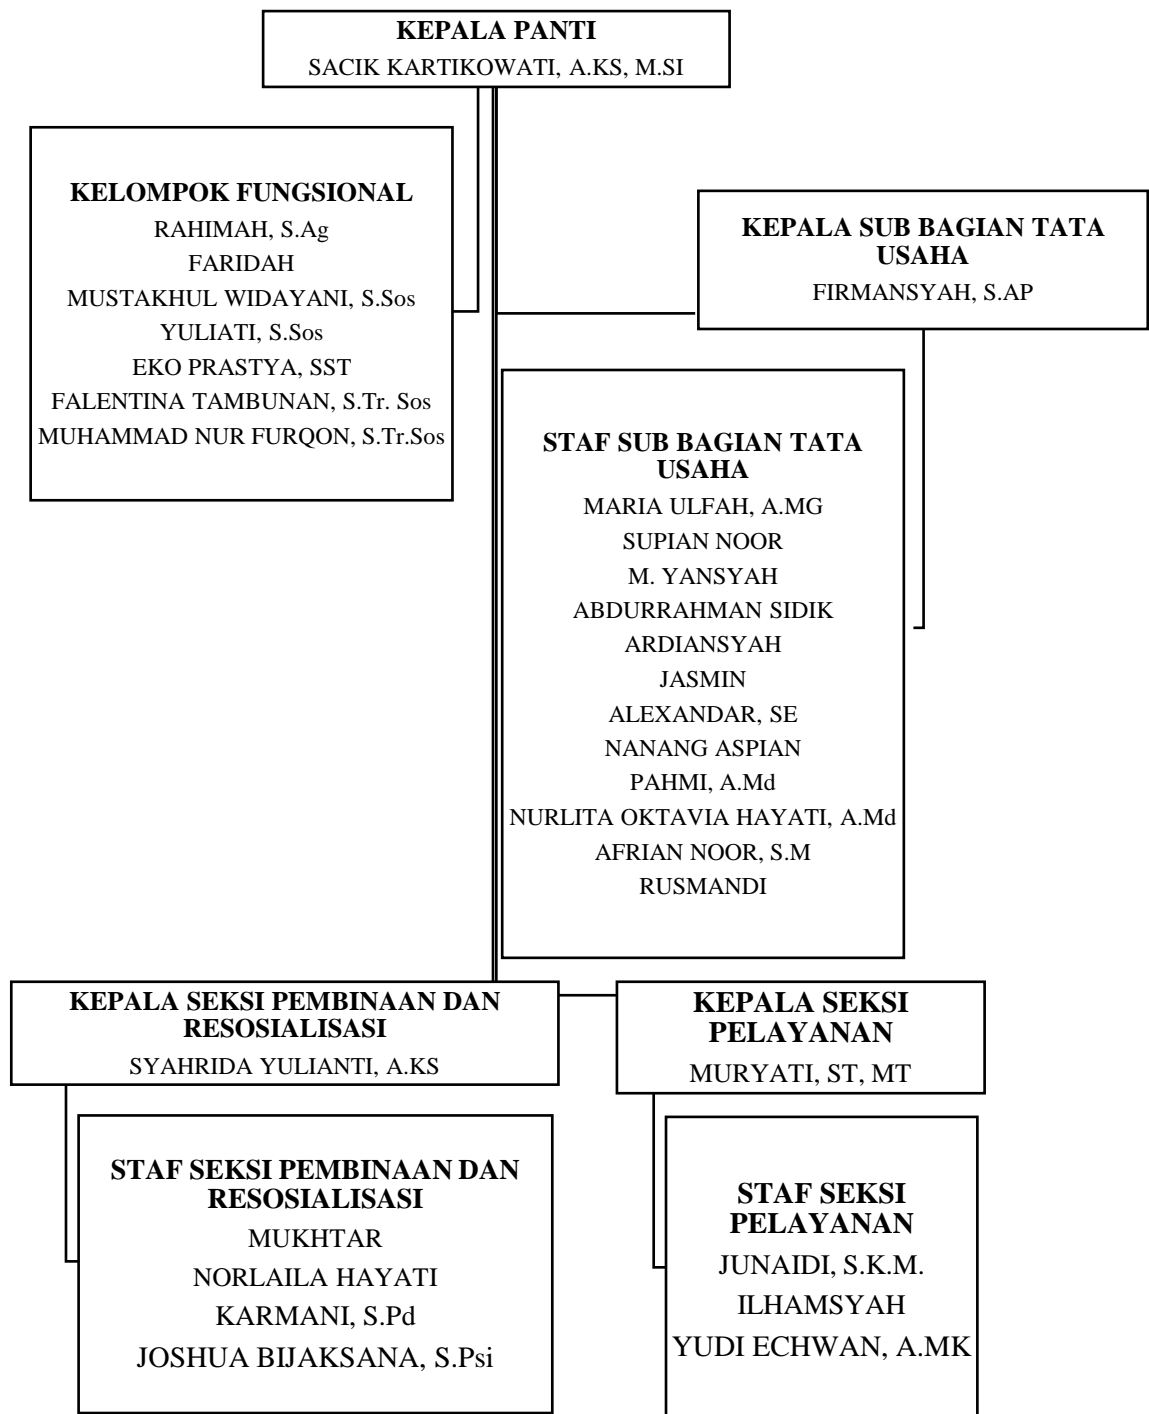 KEPALA PANTI
SACIK KARTIKOWATI, A.KS, M.SI
KELOMPOK FUNGSIONAL
RAHIMAH, S.Ag
FARIDAH
MUSTAKHUL WIDAYANI, S.Sos
YULIATI, S.Sos
EKO PRASTYA, SST
FALENTINA TAMBUNAN, S.Tr. Sos
MUHAMMAD NUR FURQON, S.Tr.Sos
KEPALA SUB BAGIAN TATA
USAHA
FIRMANSYAH, S.AP
STAF SUB BAGIAN TATA
USAHA
MARIA ULFAH, A.MG
SUPIAN NOOR
M. YANSYAH
ABDURRAHMAN SIDIK
ARDIANSYAH
JASMIN
ALEXANDAR, SE
NANANG ASPIAN
PAHMI, A.Md
NURLITA OKTAVIA HAYATI, A.Md
AFRIAN NOOR, S.M
RUSMANDI
KEPALA SEKSI PEMBINAAN DAN
RESOSIALISASI
SYAHRIDA YULIANTI, A.KS
STAF SEKSI PEMBINAAN DAN
RESOSIALISASI
MUKHTAR
NORLAILA HAYATI
KARMANI, S.Pd
JOSHUA BIJAKSANA, S.Psi
KEPALA SEKSI
PELAYANAN
MURYATI, ST, MT
STAF SEKSI
PELAYANAN
JUNAIDI, S.K.M.
ILHAMSYAH
YUDI ECHWAN, A.MK